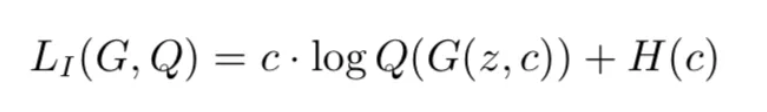 L_I(G, Q) = c · log Q(G(z, c)) + H(c)